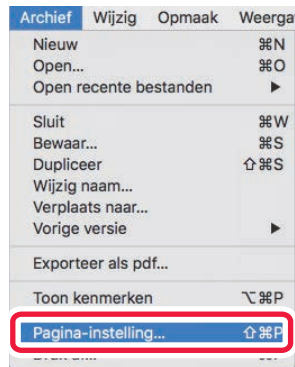 Archief Wijzig Opmaak Weerga
Nieuw ⌘N
Open... ⌘O
Open recente bestanden ▶
Sluit ⌘W
Bewaar... ⌘S
Dupliceer ⇧⌘S
Wijzig naam...
Verplaats naar...
Vorige versie ▶
Exporteer als pdf...
Toon kenmerken ⌥⌘P
Pagina-instelling... ⇧⌘P